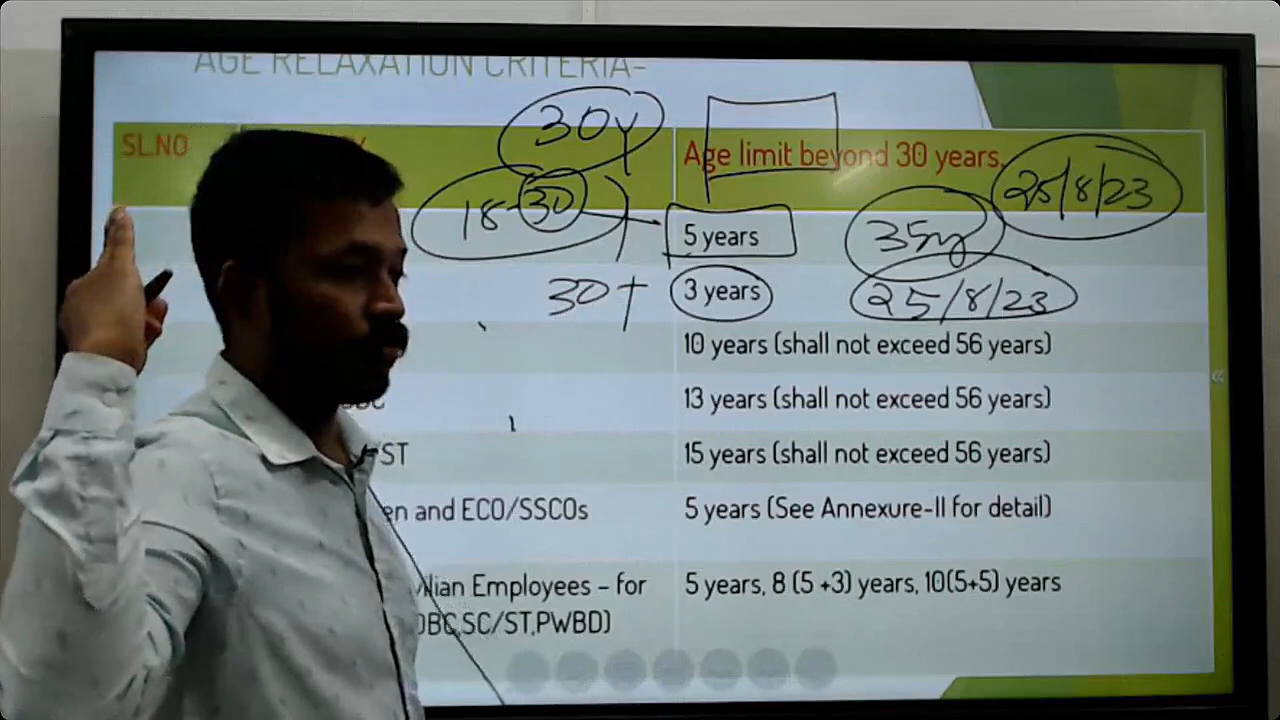 AGE RELAXATION CRITERIA-
30y
SL.NO
Age limit beyond 30 years.
25/8/23
18-30)
5 years
35y
30+
3 years
25/8/23
10 years (shall not exceed 56 years)
13 years (shall not exceed 56 years)
/ST
15 years (shall not exceed 56 years)
en and ECO/SSCOs
5 years (See Annexure-II for detail)
ilian Employees – for
5 years, 8 (5 +3) years, 10(5+5) years
OBC,SC/ST,PWBD)